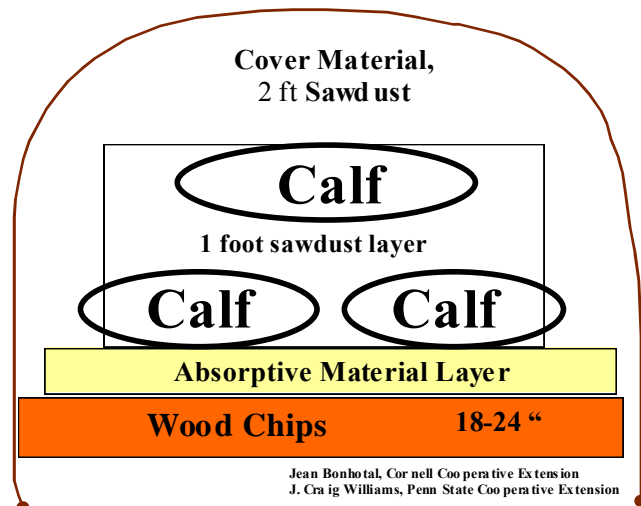 Cover Material,
2 ft Sawdust
Calf
1 foot sawdust layer
Calf Calf
Absorptive Material Layer
Wood Chips 18-24 “
Jean Bonhotal, Cornell Cooperative Extension
J. Craig Williams, Penn State Cooperative Extension